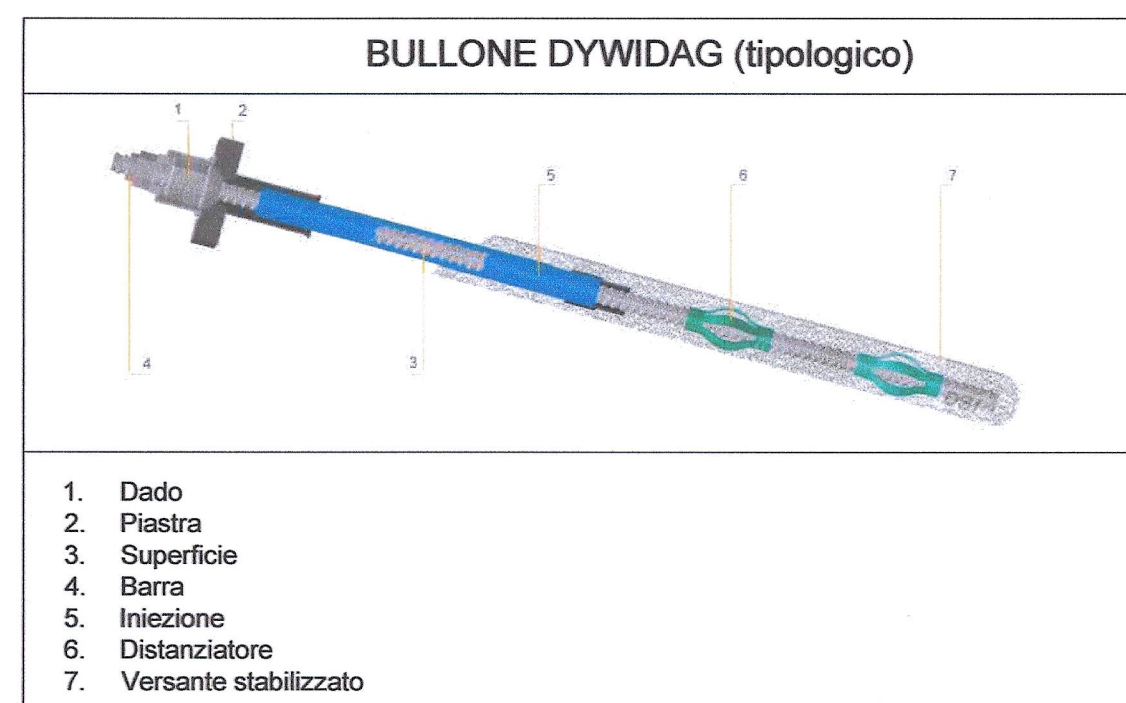 BULLONE DYWIDAG (tipologico)
1 2
5 6 7
4 3
1. Dado
2. Piastra
3. Superficie
4. Barra
5. Iniezione
6. Distanziatore
7. Versante stabilizzato